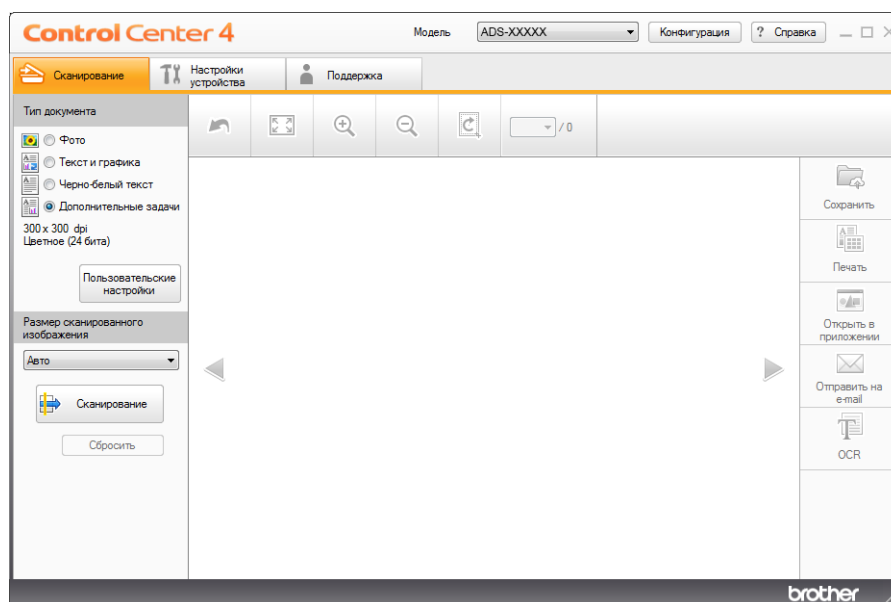 Control Center 4
Модель ADS-XXXXX Конфигурация ? Справка
Сканирование
Настройки
устройства
Поддержка
Тип документа
Фото
Текст и графика
Черно-белый текст
Дополнительные задачи
300 x 300 dpi
Цветное (24 бита)
Пользовательские
настройки
Размер сканированного
изображения
Авто
Сканирование
Сбросить
/ 0
Сохранить
Печать
Открыть в
приложении
Отправить на
e-mail
OCR
brother